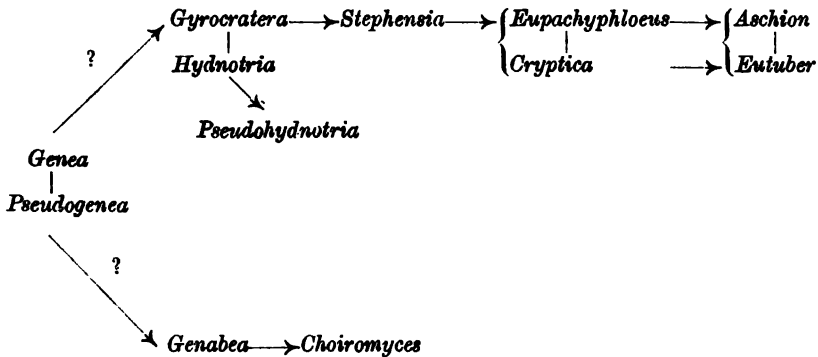 Gyrocratera Stephensia Eupachyphloeus Aschion
Hydnotria Cryptica Eutuber
?
Pseudohydnotria
Genea
Pseudogenea
?
Genabea Choiromyces